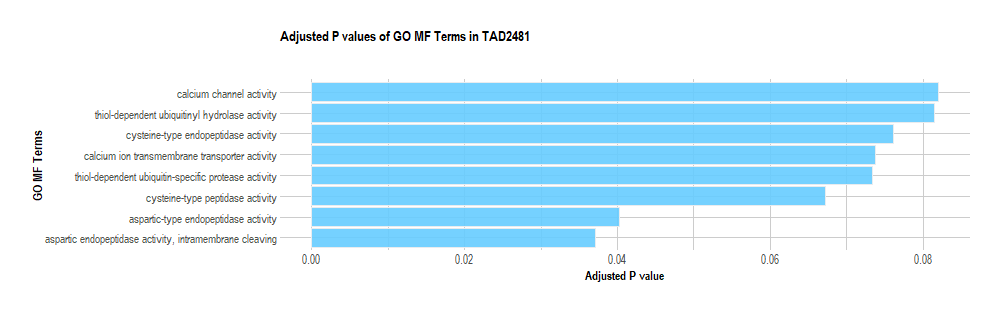 Adjusted P values of GO MF Terms in TAD2481
GO MF Terms
calcium channel activity
thiol-dependent ubiquitinyl hydrolase activity
cysteine-type endopeptidase activity
calcium ion transmembrane transporter activity
thiol-dependent ubiquitin-specific protease activity
cysteine-type peptidase activity
aspartic-type endopeptidase activity
aspartic endopeptidase activity, intramembrane cleaving
0.00 0.02 0.04 0.06 0.08
Adjusted P value